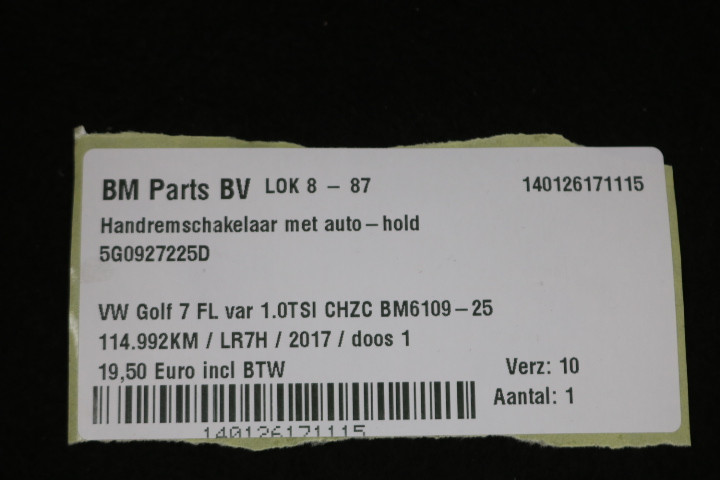 BM Parts BV LOK 8 - 87 140126171115
Handremschakelaar met auto-hold
5G0927225D
VW Golf 7 FL var 1.0TSI CHZC BM6109-25
114.992KM / LR7H / 2017 / doos 1
19,50 Euro incl BTW Verz: 10
Aantal: 1
140126171115